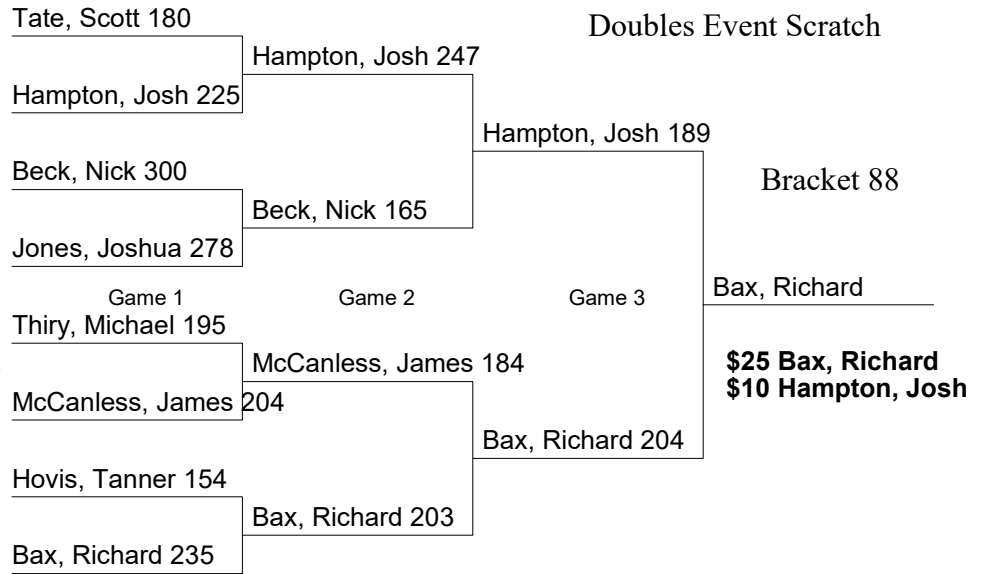 Tate, Scott 180
Doubles Event Scratch
Hampton, Josh 247
Hampton, Josh 225
Hampton, Josh 189
Beck, Nick 300
Bracket 88
Beck, Nick 165
Jones, Joshua 278
Bax, Richard
Game 1
Game 2
Game 3
Thiry, Michael 195
McCanless, James 184
$25 Bax, Richard
$10 Hampton, Josh
McCanless, James 204
Bax, Richard 204
Hovis, Tanner 154
Bax, Richard 203
Bax, Richard 235